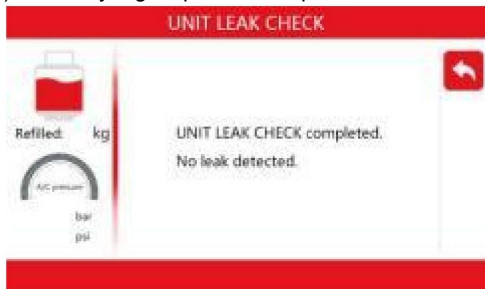 UNIT LEAK CHECK
Refilled: kg
UNIT LEAK CHECK completed.
No leak detected.
A/C pressure
bar
psi